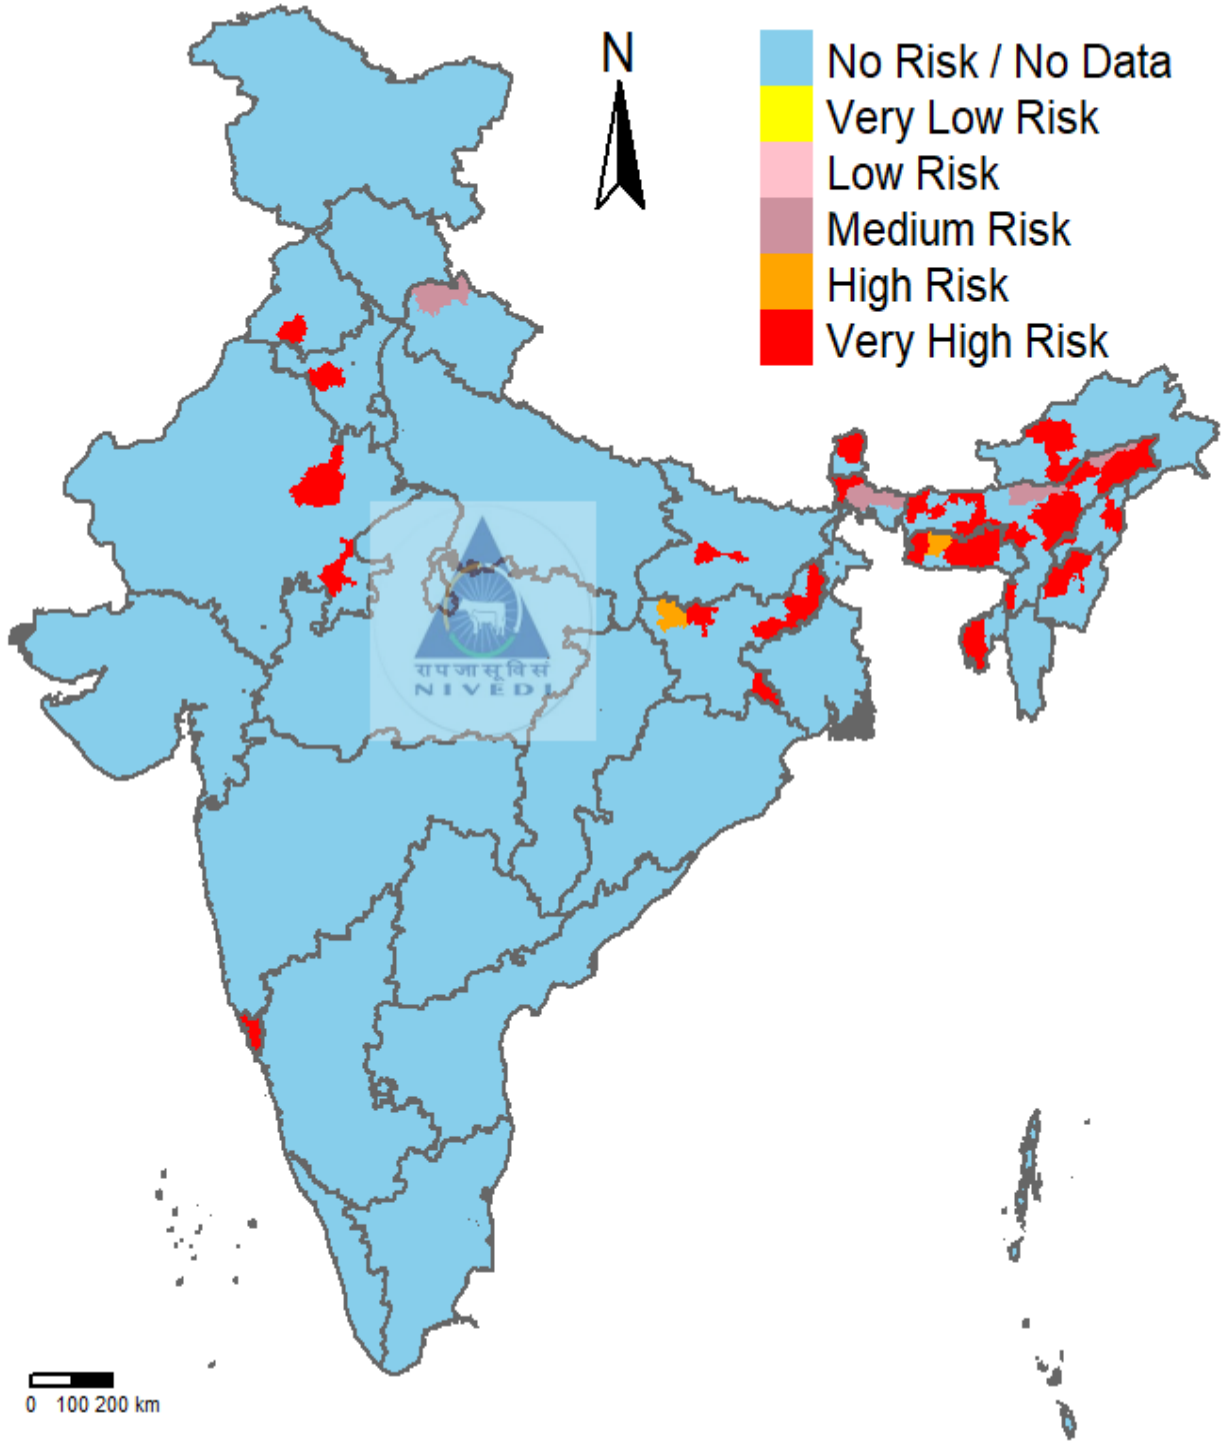 N
No Risk / No Data
Very Low Risk
Low Risk
Medium Risk
High Risk
Very High Risk
रा प जा सू वि सं
NIVEDI
0 100 200 km